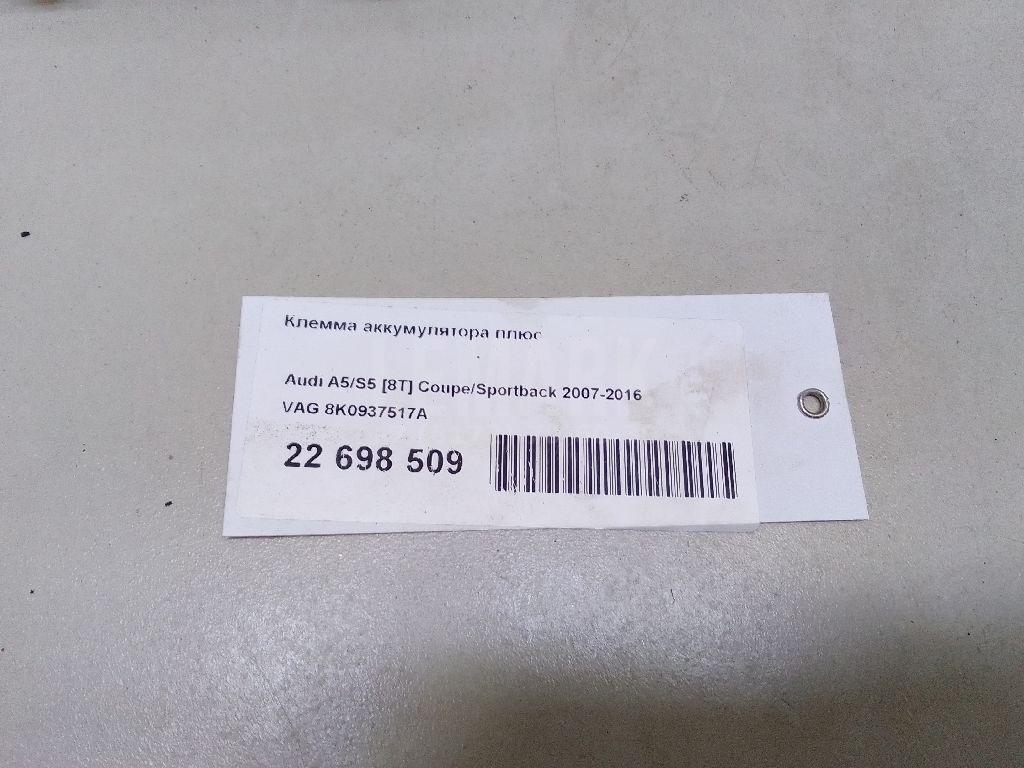 Клемма аккумулятора плюс
Audi A5/S5 [8T] Coupe/Sportback 2007-2016
VAG 8K0937517A
22 698 509